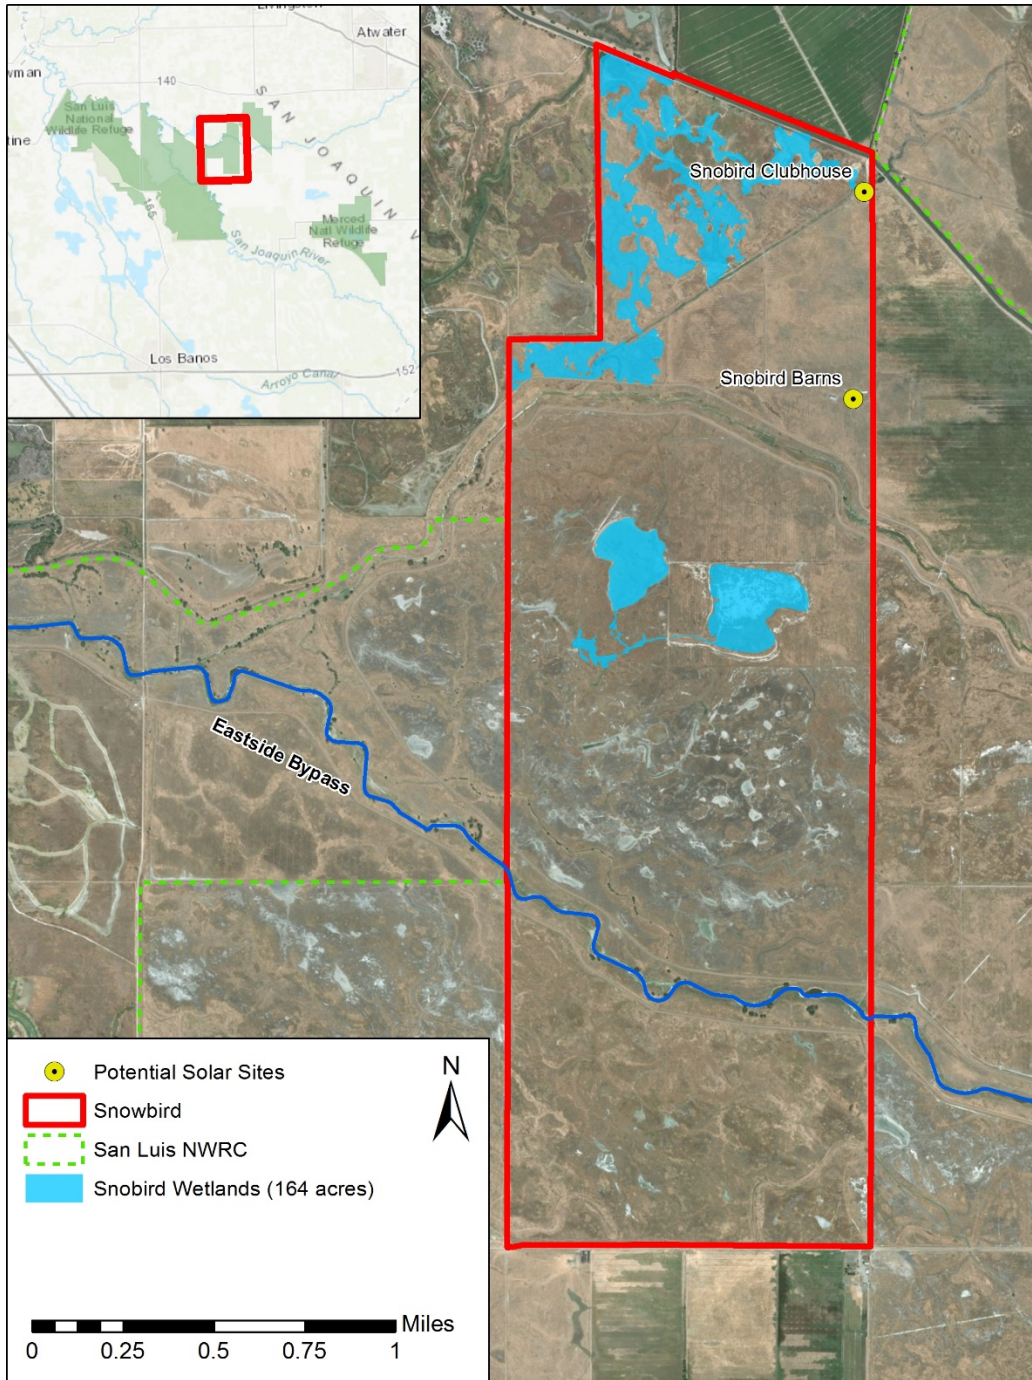 Livingston
Atwater
wman
140
SAN JOAQUIN V
San Luis
National
Wildlife Refuge
tine
165
Merced
Natl Wildlife
Refuge
San Joaquin River
Los Banos
152
Arroyo Canal
Snobird Clubhouse
Snobird Barns
Eastside Bypass
N
Potential Solar Sites
Snowbird
San Luis NWRC
Snobird Wetlands (164 acres)
Miles
0 0.25 0.5 0.75 1